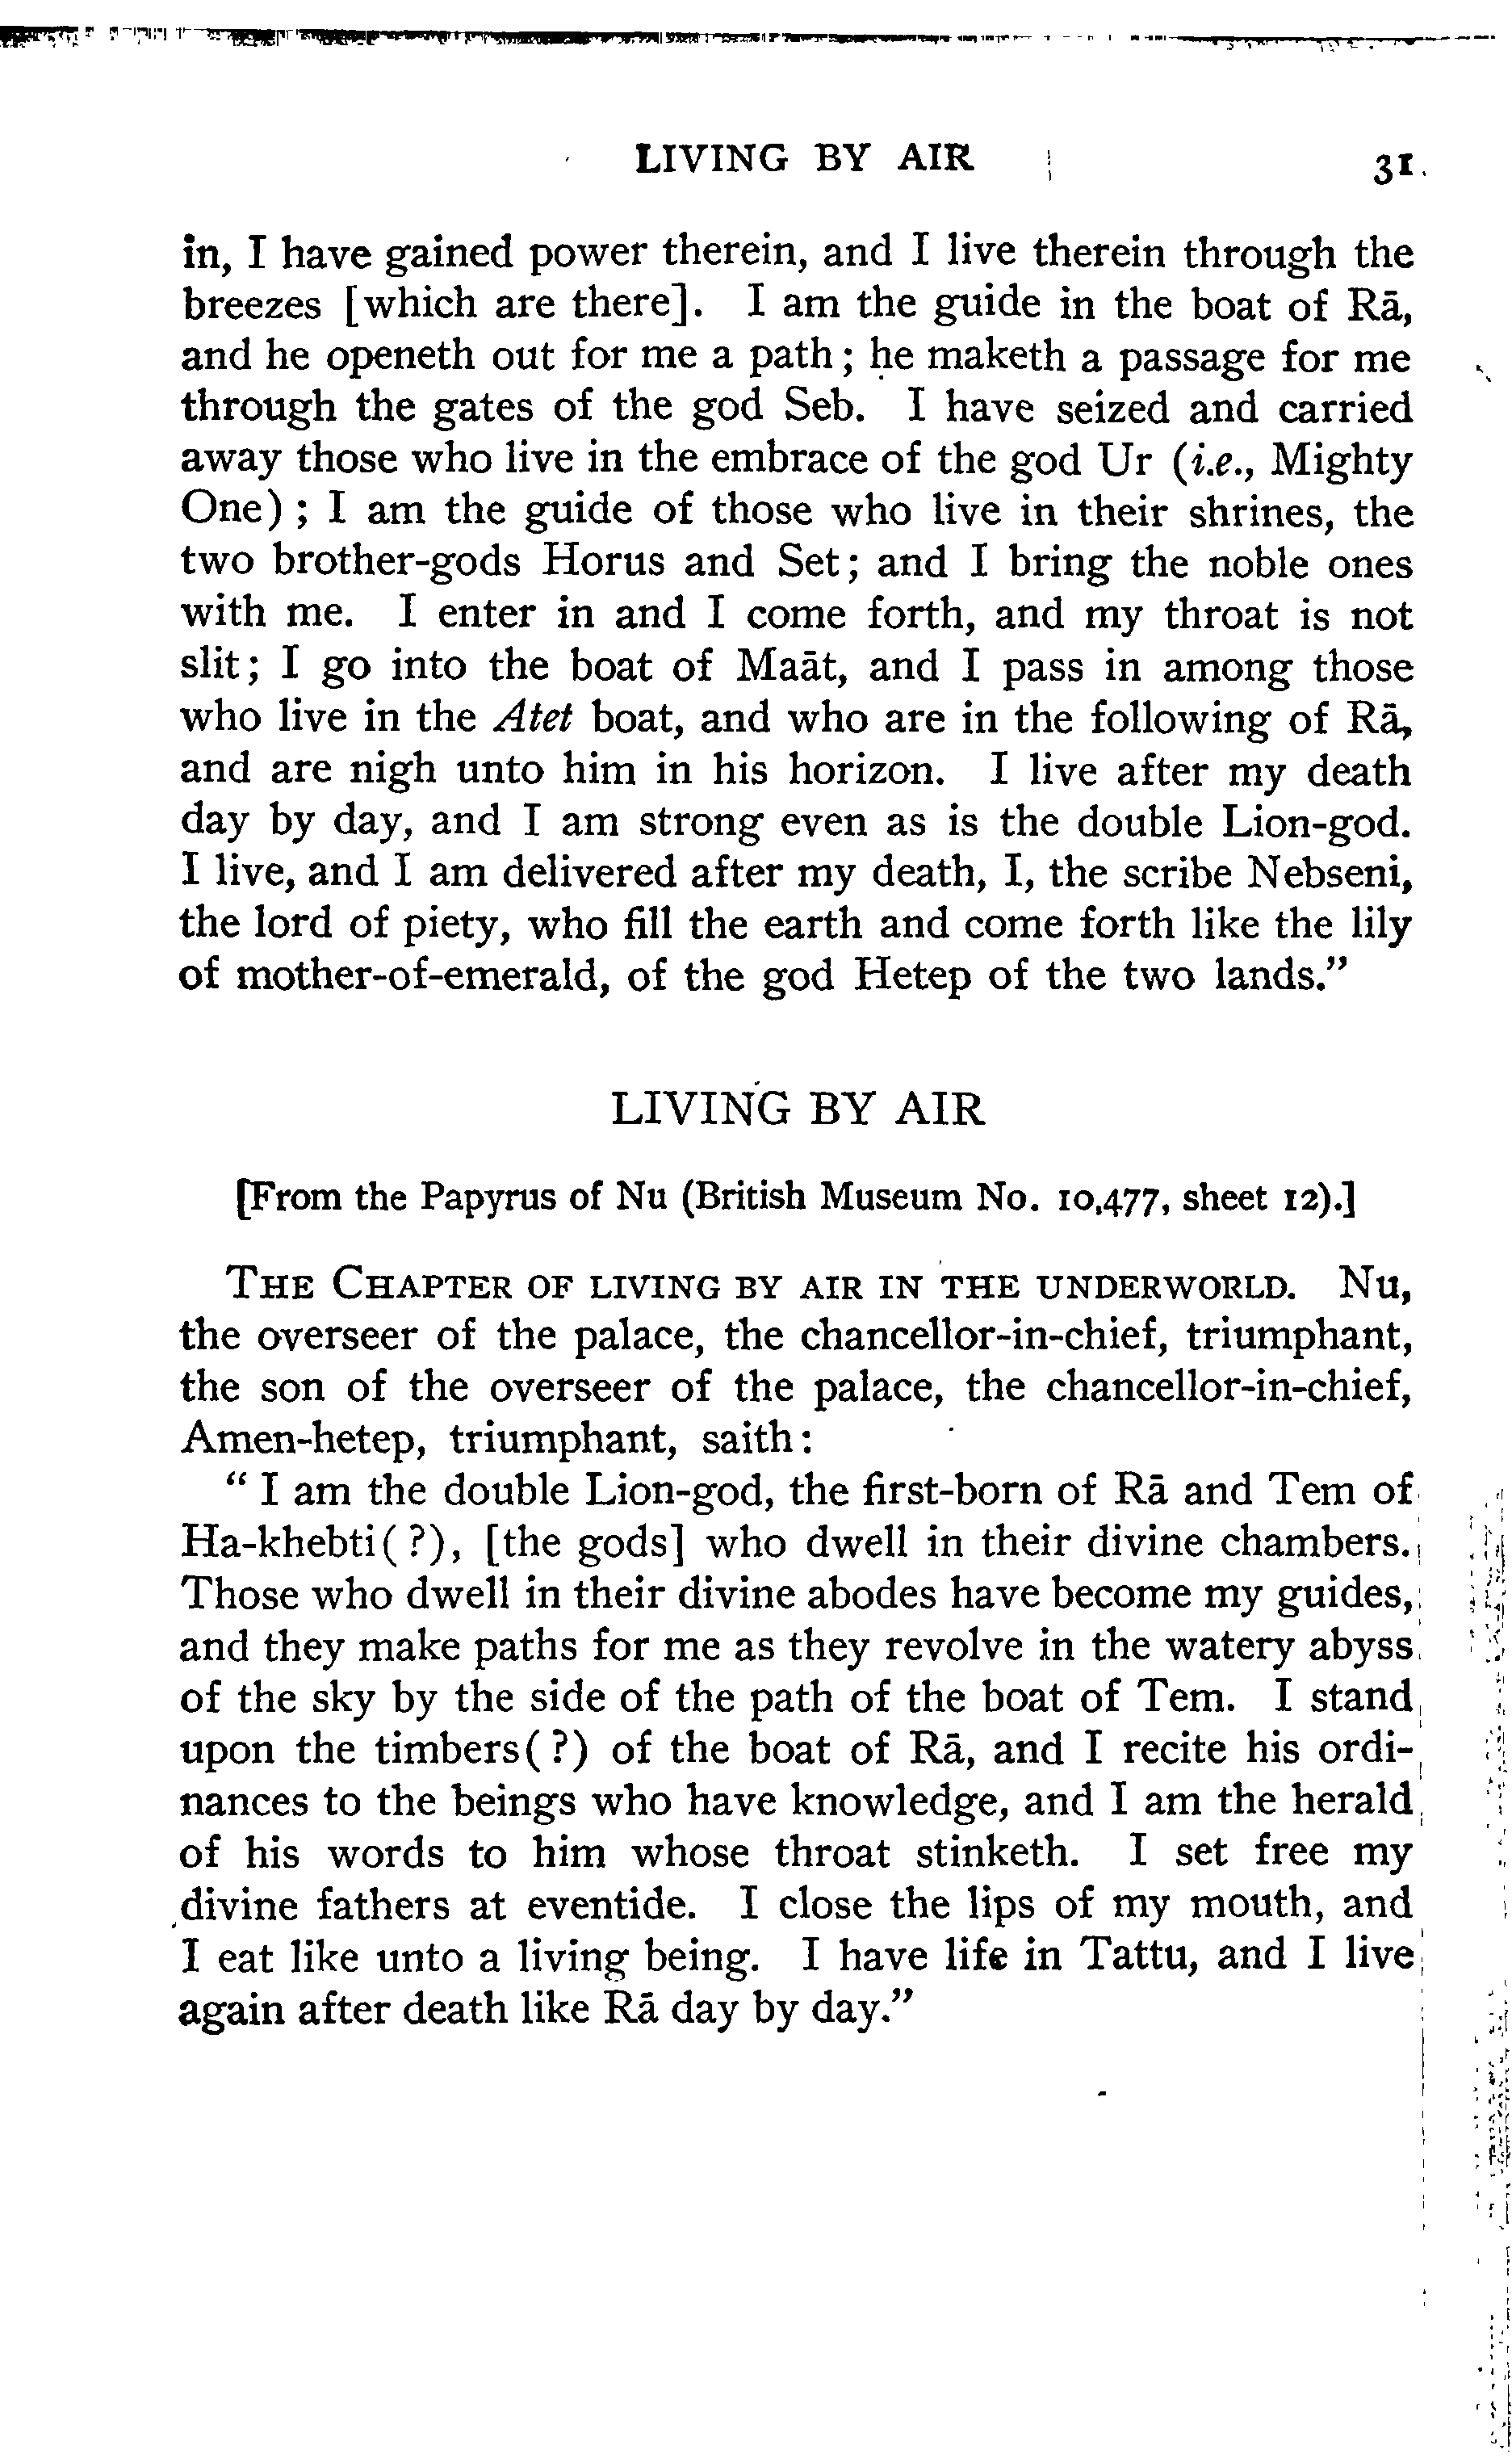 LIVING BY AIR 31
in, I have gained power therein, and I live therein through the
breezes [which are there]. I am the guide in the boat of Rā,
and he openeth out for me a path; he maketh a passage for me
through the gates of the god Seb. I have seized and carried
away those who live in the embrace of the god Ur (i.e., Mighty
One); I am the guide of those who live in their shrines, the
two brother-gods Horus and Set; and I bring the noble ones
with me. I enter in and I come forth, and my throat is not
slit; I go into the boat of Maāt, and I pass in among those
who live in the Atet boat, and who are in the following of Rā,
and are nigh unto him in his horizon. I live after my death
day by day, and I am strong even as is the double Lion-god.
I live, and I am delivered after my death, I, the scribe Nebseni,
the lord of piety, who fill the earth and come forth like the lily
of mother-of-emerald, of the god Hetep of the two lands.”
LIVING BY AIR
[From the Papyrus of Nu (British Museum No. 10,477, sheet 12).]
THE CHAPTER OF LIVING BY AIR IN THE UNDERWORLD. Nu,
the overseer of the palace, the chancellor-in-chief, triumphant,
the son of the overseer of the palace, the chancellor-in-chief,
Amen-hetep, triumphant, saith:
“I am the double Lion-god, the first-born of Rā and Tem of
Ha-khebti(?), [the gods] who dwell in their divine chambers.
Those who dwell in their divine abodes have become my guides,
and they make paths for me as they revolve in the watery abyss
of the sky by the side of the path of the boat of Tem. I stand
upon the timbers(?) of the boat of Rā, and I recite his ordi-
nances to the beings who have knowledge, and I am the herald
of his words to him whose throat stinketh. I set free my
divine fathers at eventide. I close the lips of my mouth, and
I eat like unto a living being. I have life in Tattu, and I live
again after death like Rā day by day.”